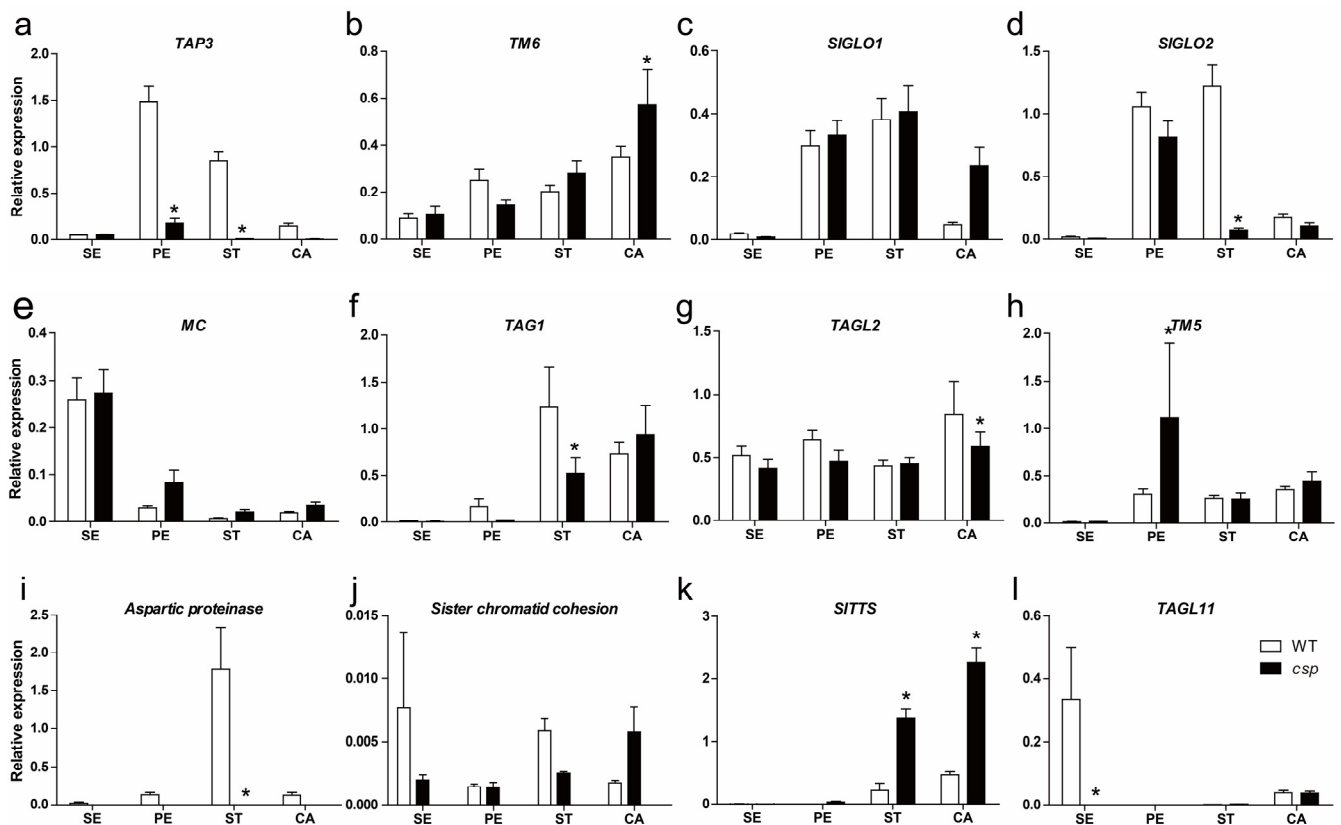 a
TAP3
Relative expression
2.0
1.5
1.0
0.5
0.0
*
*
SE PE ST CA
b
TM6
0.8
0.6
0.4
0.2
0.0
*
SE PE ST CA
c
SlGLO1
0.6
0.4
0.2
0.0
SE PE ST CA
d
SlGLO2
1.5
1.0
0.5
0.0
*
SE PE ST CA
e
MC
Relative expression
0.4
0.3
0.2
0.1
0.0
SE PE ST CA
f
TAG1
2.0
1.5
1.0
0.5
0.0
*
SE PE ST CA
g
TAGL2
1.5
1.0
0.5
0.0
*
SE PE ST CA
h
TM5
2.0
1.5
1.0
0.5
0.0
*
SE PE ST CA
i
Aspartic proteinase
Relative expression
2.5
2.0
1.5
1.0
0.5
0.0
*
SE PE ST CA
j
Sister chromatid cohesion
0.015
0.010
0.005
0.000
SE PE ST CA
k
SlTTS
3
2
1
0
*
*
SE PE ST CA
l
TAGL11
0.6
0.4
0.2
0.0
*
SE PE ST CA
WT
csp